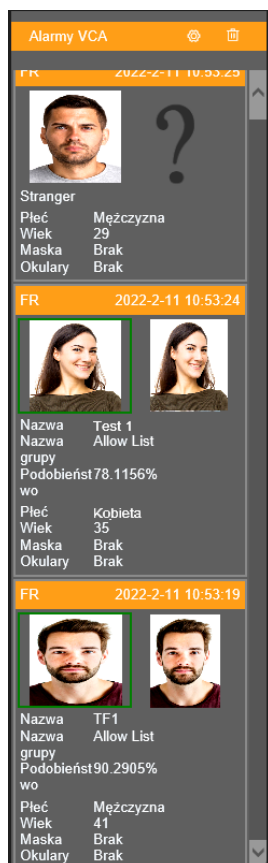 Alarmy VCA
FR 2022-2-11 10:53:25
?
Stranger
Płeć Mężczyzna
Wiek 29
Maska Brak
Okulary Brak
FR 2022-2-11 10:53:24
Nazwa Test 1
Nazwa Allow List
grupy
Podobieńst 78.1156%
wo
Płeć Kobieta
Wiek 35
Maska Brak
Okulary Brak
FR 2022-2-11 10:53:19
Nazwa TF1
Nazwa Allow List
grupy
Podobieńst 90.2905%
wo
Płeć Mężczyzna
Wiek 41
Maska Brak
Okulary Brak